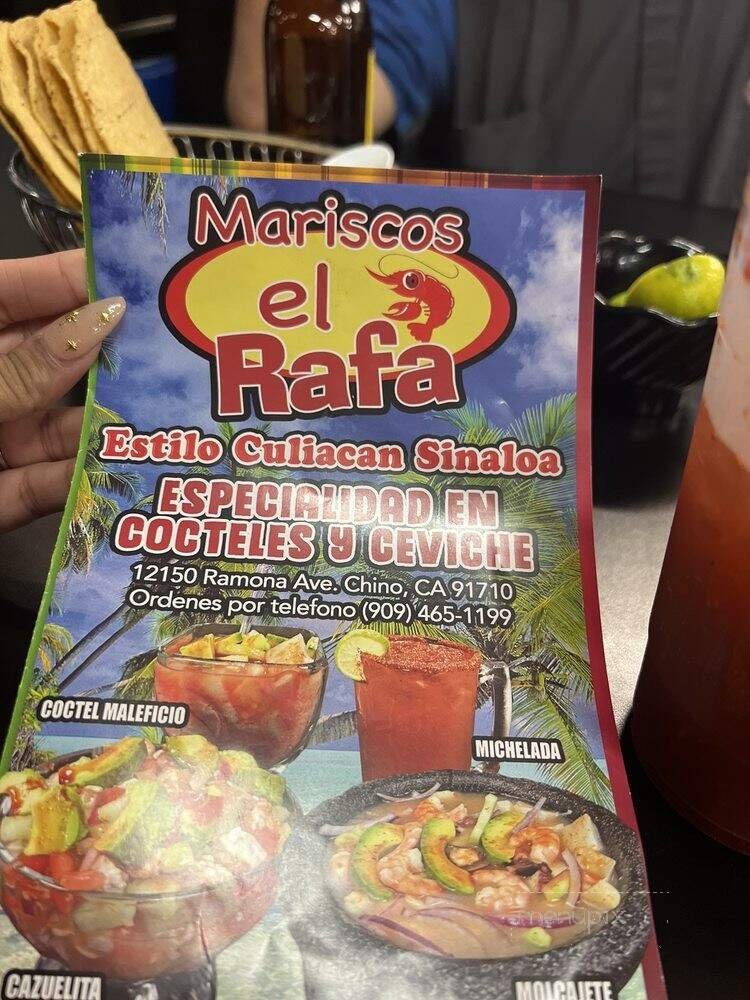 Mariscos
el
Rafa
Estilo Culiacan Sinaloa
ESPECIALIDAD EN
COCTELES Y CEVICHE
12150 Ramona Ave. Chino, CA 91710
Ordenes por telefono (909) 465-1199
COCTEL MALEFICIO
MICHELADA
CAZUELITA
MOLCAJETE
menupix